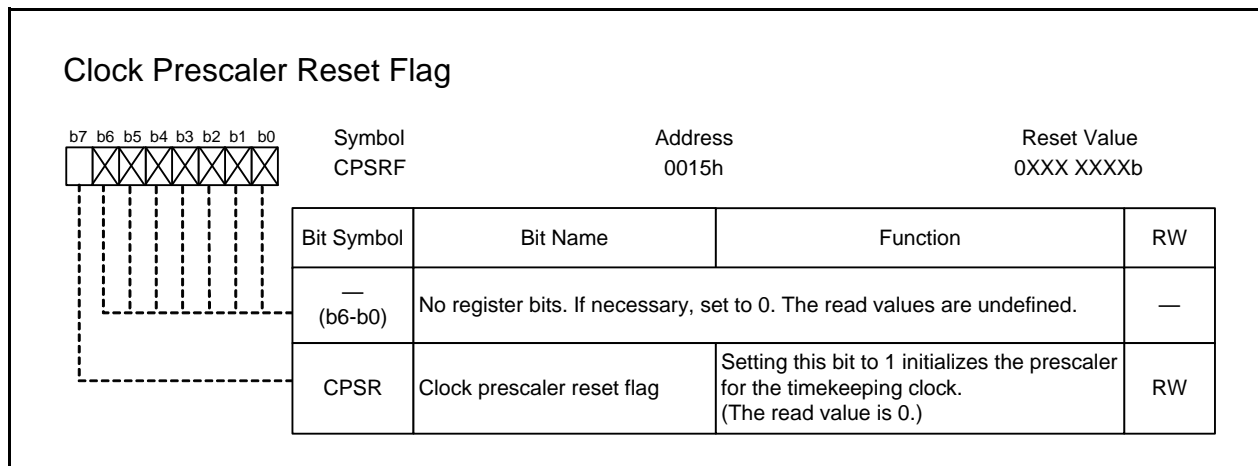 Clock Prescaler Reset Flag
b7 b6 b5 b4 b3 b2 b1 b0
Symbol Address Reset Value
CPSRF 0015h 0XXX XXXXb
Bit Symbol Bit Name Function RW
—
(b6-b0) No register bits. If necessary, set to 0. The read values are undefined. —
CPSR Clock prescaler reset flag Setting this bit to 1 initializes the prescaler
for the timekeeping clock.
(The read value is 0.) RW